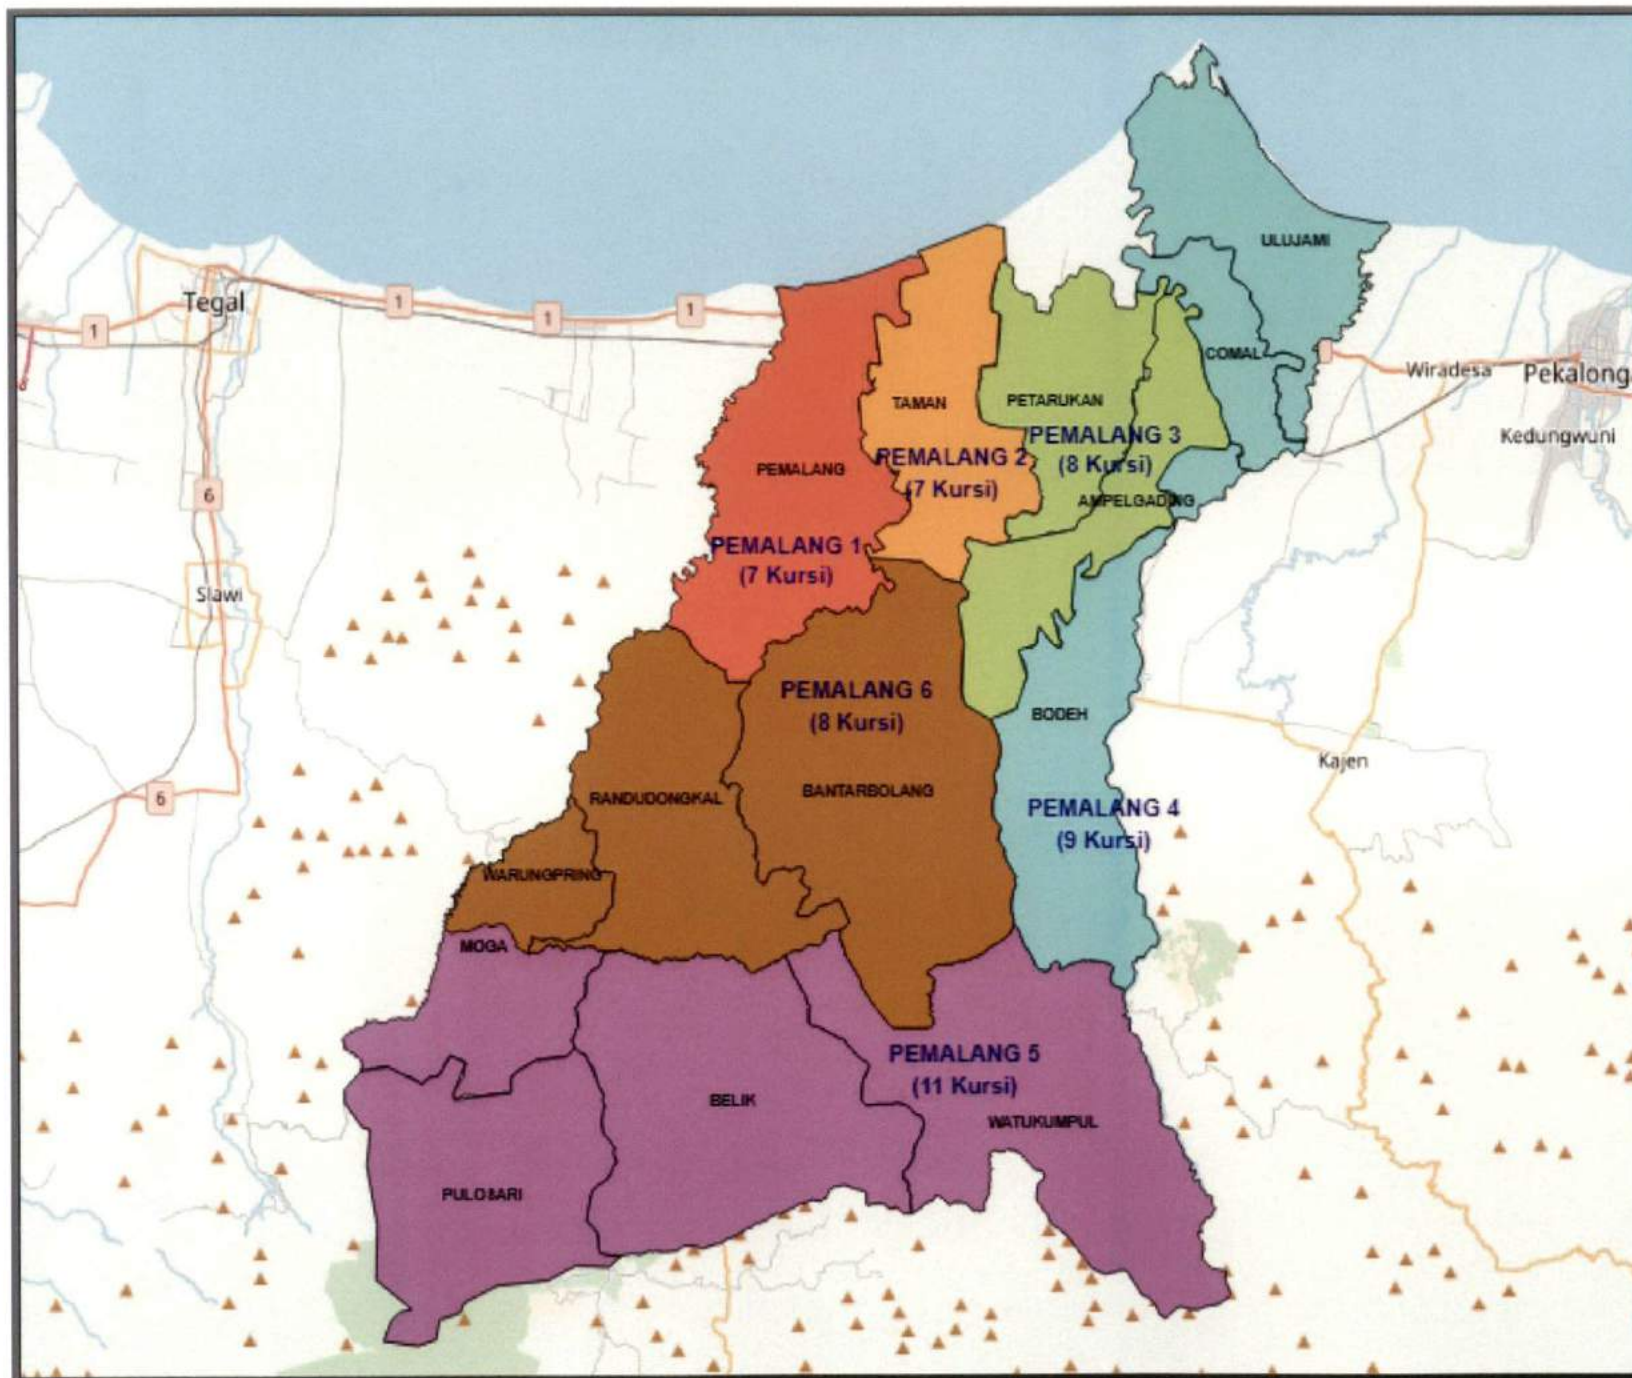 ULUJAMI
Tegal
1
1
1
1
COMAL
Wiradesa
Pekalong
TAMAN
PETARUKAN
PEMALANG 3
(8 Kursi)
Kedungwuni
PEMALANG
PEMALANG 2
(7 Kursi)
6
AMPELGADING
PEMALANG 1
(7 Kursi)
Slawi
PEMALANG 6
(8 Kursi)
BODEH
Kajen
BANTARBOLANG
RANDUDONGKAL
6
PEMALANG 4
(9 Kursi)
WARUNGPRING
MOGA
PEMALANG 5
(11 Kursi)
BELIK
WATUKUMPUL
PULOSARI